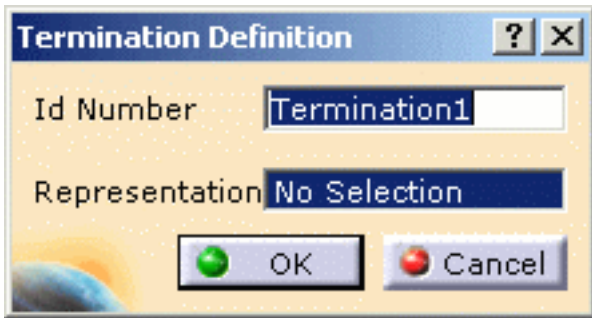 Termination Definition ? X
Id Number Termination1
Representation No Selection
OK Cancel